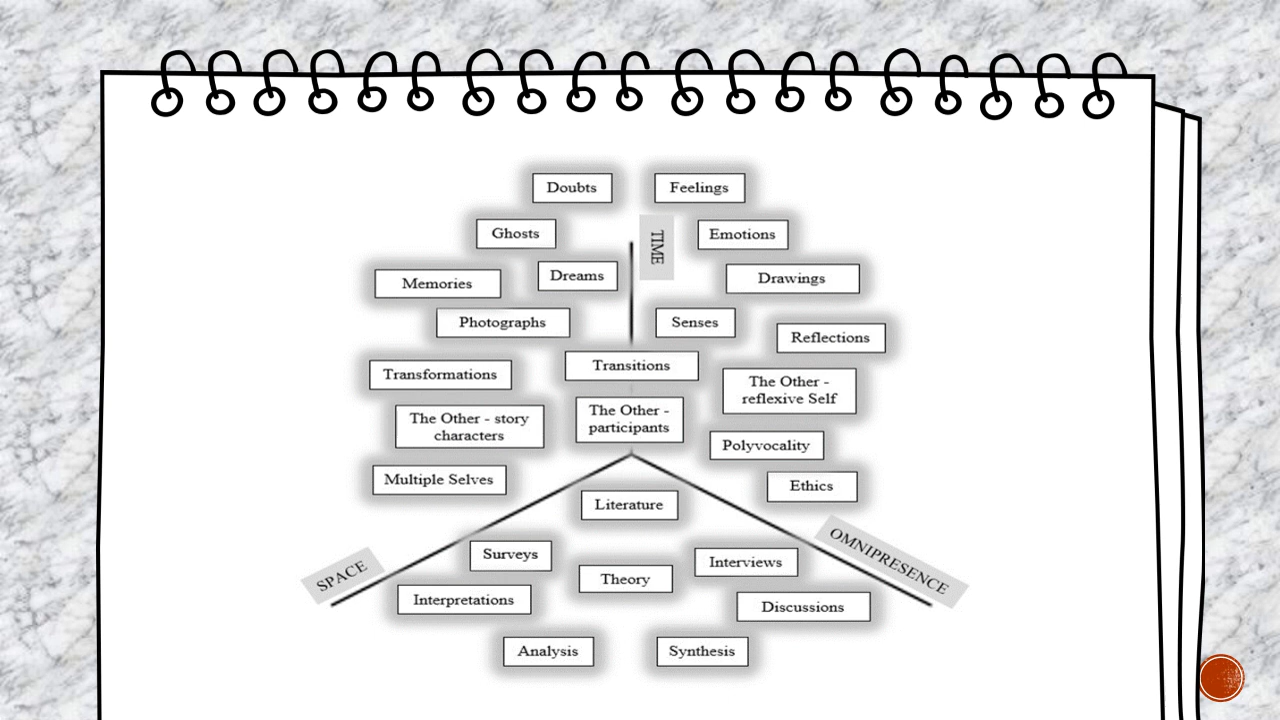 Doubts
Feelings
Ghosts
TIME
Emotions
Memories
Dreams
Drawings
Photographs
Senses
Reflections
Transformations
Transitions
The Other -
reflexive Self
The Other - story
characters
The Other -
participants
Polyvocality
Multiple Selves
Ethics
Literature
SPACE
Surveys
Interviews
OMNIPRESENCE
Theory
Interpretations
Discussions
Analysis
Synthesis